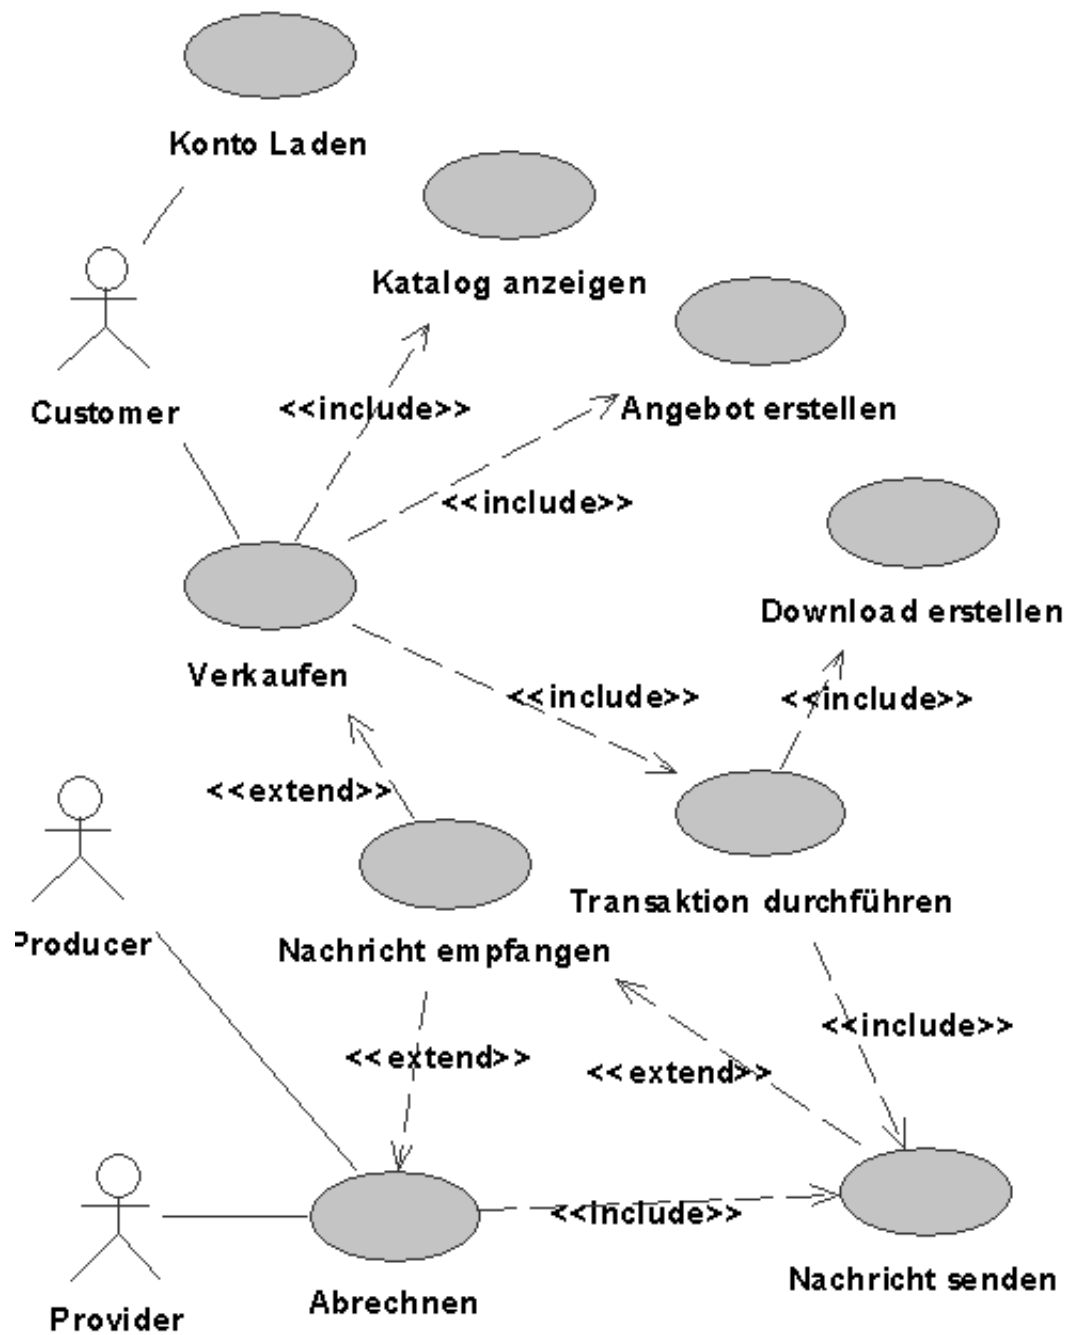 Konto Laden
Katalog anzeigen
Customer
<<include>>
Angebot erstellen
<<include>>
Download erstellen
Verkaufen
<<include>>
<<include>>
<<extend>>
Transaktion durchführen
Producer
Nachricht empfangen
<<include>>
<<extend>>
<<extend>>
<<include>>
Nachricht senden
Abrechnen
Provider